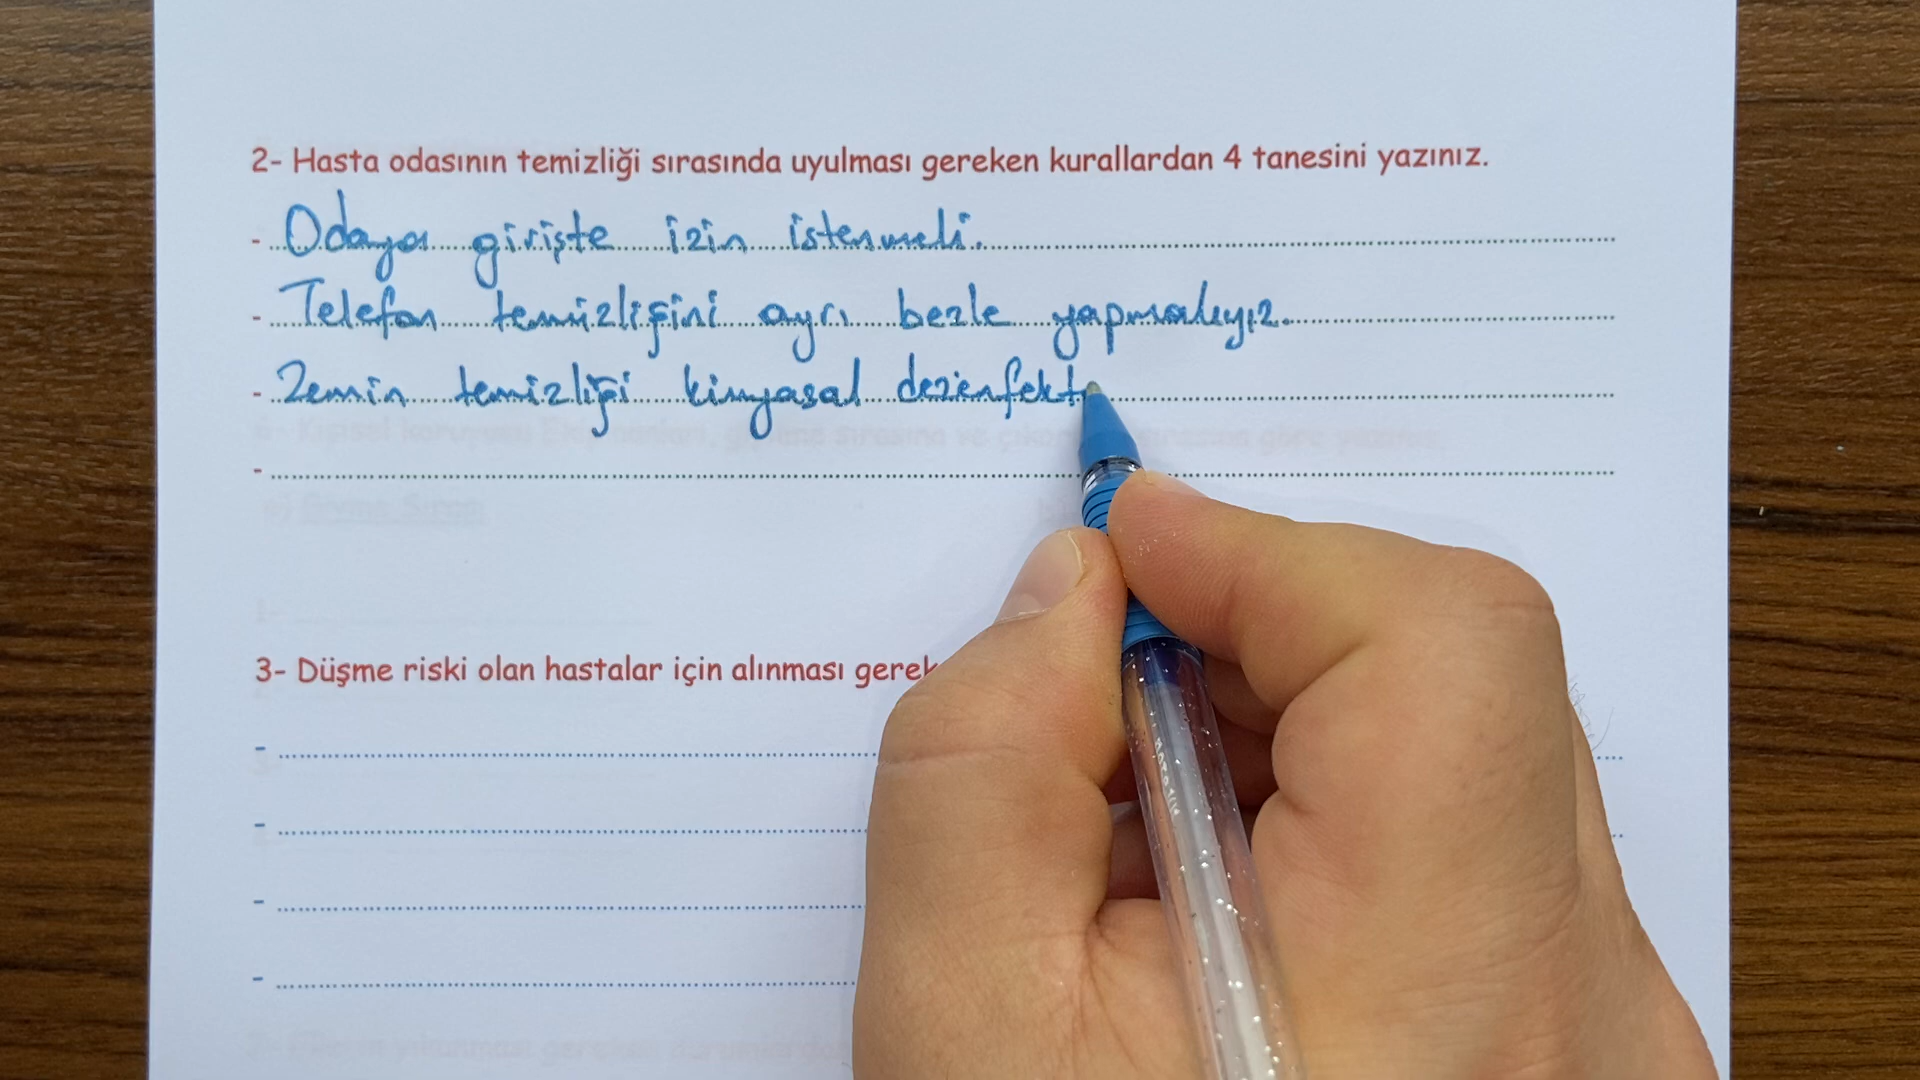 2- Hasta odasının temizliği sırasında uyulması gereken kurallardan 4 tanesini yazınız.
- Odaya girişte izin istenmeli.
- Telefon temizliğini ayrı bezle yapmalıyız.
- Zemin temizliği kimyasal dezenfekt
-
3- Düşme riski olan hastalar için alınması gerek
-
-
-
-